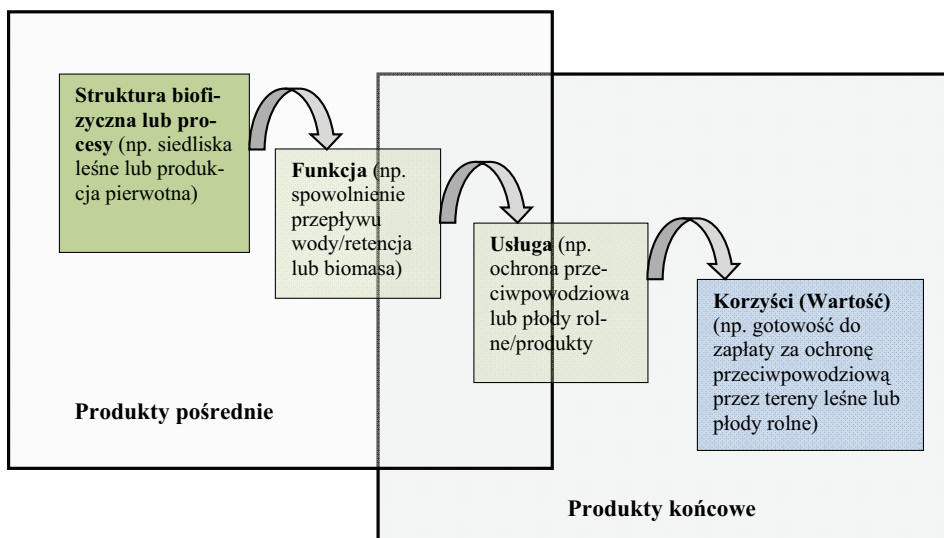 Struktura biofi-
zyczna lub pro-
cesy (np. siedliska
leśne lub produk-
cja pierwotna)
Funkcja (np.
spowolnienie
przepływu
wody/retencja
lub biomasa)
Usługa (np.
ochrona prze-
ciwpowodziowa
lub płody rol-
ne/produkty
Korzyści (Wartość)
(np. gotowość do
zapłaty za ochronę
przeciwpowodziową
przez tereny leśne lub
płody rolne)
Produkty pośrednie
Produkty końcowe